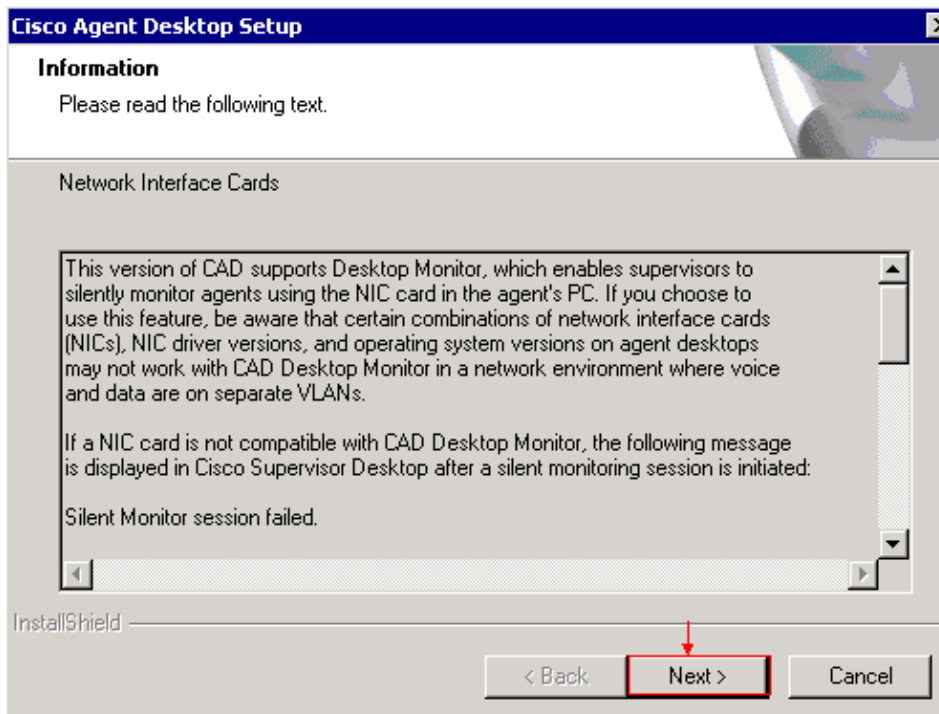 Cisco Agent Desktop Setup
Information
Please read the following text.
Network Interface Cards
This version of CAD supports Desktop Monitor, which enables supervisors to
silently monitor agents using the NIC card in the agent's PC. If you choose to
use this feature, be aware that certain combinations of network interface cards
(NICs), NIC driver versions, and operating system versions on agent desktops
may not work with CAD Desktop Monitor in a network environment where voice
and data are on separate VLANs.
If a NIC card is not compatible with CAD Desktop Monitor, the following message
is displayed in Cisco Supervisor Desktop after a silent monitoring session is initiated:
Silent Monitor session failed.
InstallShield
< Back
Next >
Cancel